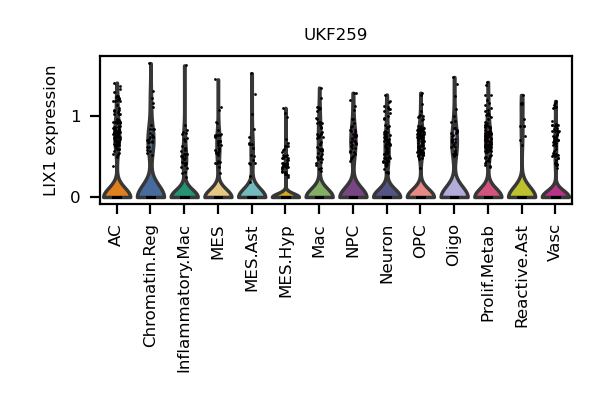 UKF259
LIX1 expression
1
0
AC
Chromatin.Reg
Inflammatory.Mac
MES
MES.Ast
MES.Hyp
Mac
NPC
Neuron
OPC
Oligo
Prolif.Metab
Reactive.Ast
Vasc